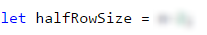 let halfRowSize =